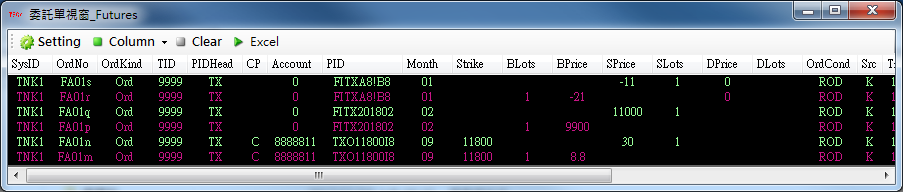 委託單視窗_Futures
Setting Column Clear Excel
SysID OrdNo OrdKind TID PIDHead CP Account PID Month Strike BLots BPrice SPrice SLots DPrice DLots OrdCond Src
TNK1 FA01s Ord 9999 TX 0 FITXA8!B8 01 -11 1 0 ROD K 1
TNK1 FA01r Ord 9999 TX 0 FITXA8!B8 01 1 -21 0 ROD K 1
TNK1 FA01q Ord 9999 TX 0 FITX201802 02 11000 1 ROD K 1
TNK1 FA01p Ord 9999 TX 0 FITX201802 02 1 9900 ROD K 1
TNK1 FA01n Ord 9999 TX C 8888811 TXO11800I8 09 11800 30 1 ROD K 1
TNK1 FA01m Ord 9999 TX C 8888811 TXO11800I8 09 11800 1 8.8 ROD K 1